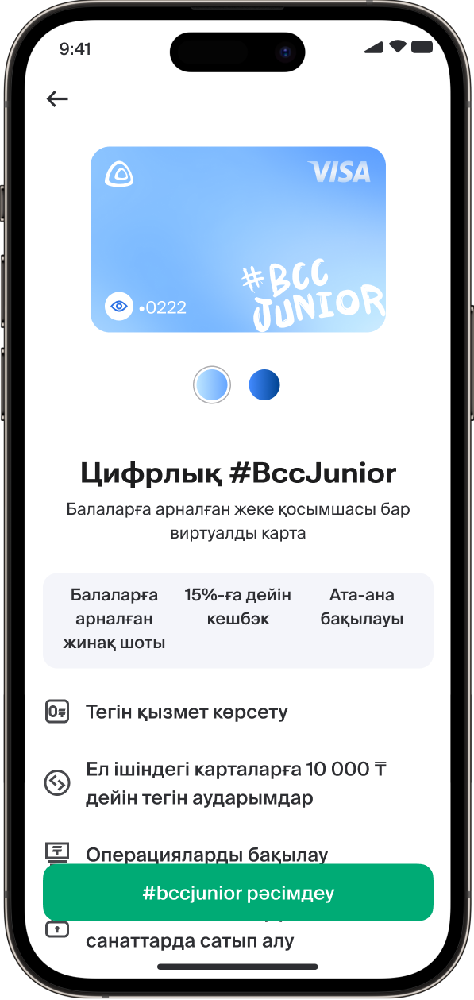 9:41
VISA
#BCC
JUNIOR
•0222
Цифрлық #BccJunior
Балаларға арналған жеке қосымшасы бар
виртуалды карта
Балаларға
арналған
жинақ шоты
15%-ға дейін
кешбэк
Ата-ана
бақылауы
Тегін қызмет көрсету
Ел ішіндегі карталарға 10 000 ₸
дейін тегін аударымдар
Операцияларды бақылау
#bccjunior рәсімдеу
санаттарда сатып алу